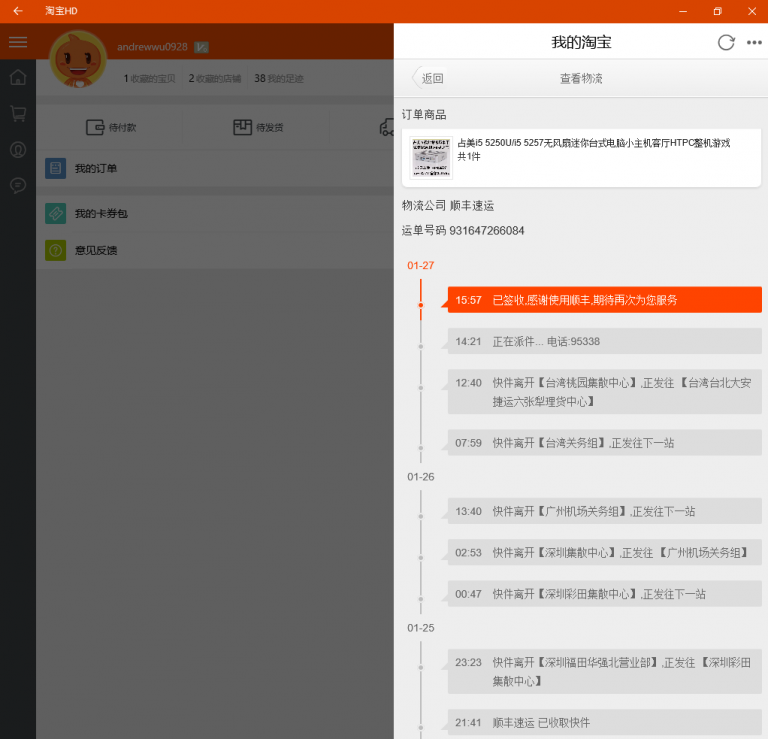 淘宝HD
andrewwu0928
1 收藏的宝贝 2 收藏的店铺 38 我的足迹
待付款 待发货
我的订单
我的卡券包
意见反馈
我的淘宝
返回 查看物流
订单商品
占美i5 5250U/i5 5257无风扇迷你台式电脑小主机客厅HTPC整机游戏
共1件
物流公司 顺丰速运
运单号码 931647266084
01-27
15:57 已签收,感谢使用顺丰,期待再次为您服务
14:21 正在派件... 电话:95338
12:40 快件离开【台湾桃园集散中心】,正发往 【台湾台北大安
捷运六张犁理货中心】
07:59 快件离开【台湾关务组】,正发往下一站
01-26
13:40 快件离开【广州机场关务组】,正发往下一站
02:53 快件离开【深圳集散中心】,正发往 【广州机场关务组】
00:47 快件离开【深圳彩田集散中心】,正发往下一站
01-25
23:23 快件离开【深圳福田华强北营业部】,正发往 【深圳彩田
集散中心】
21:41 顺丰速运 已收取快件